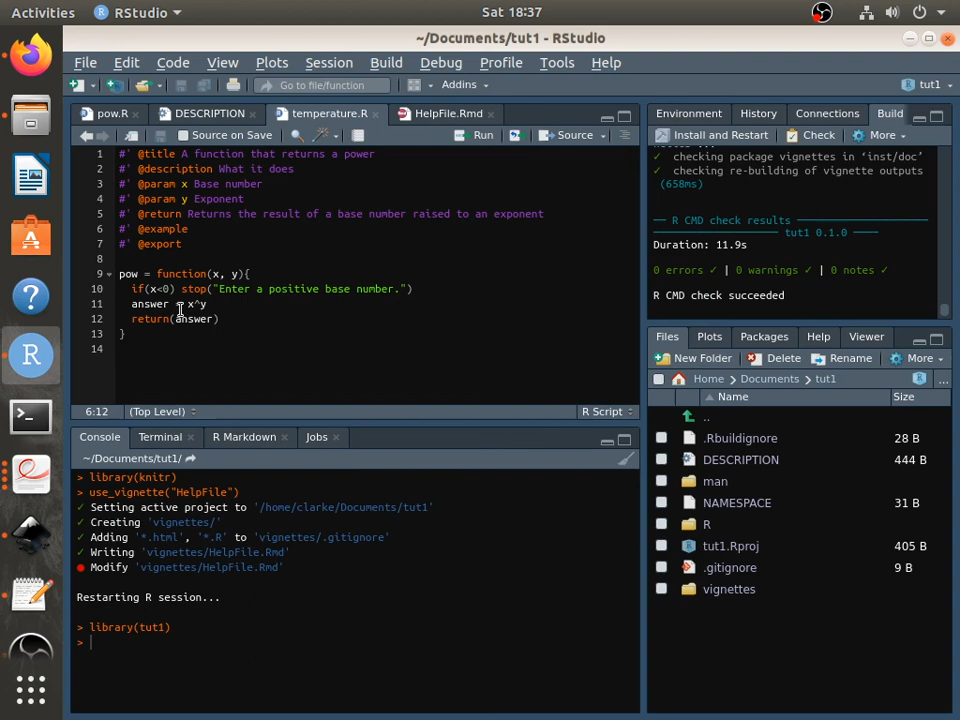 Activities RStudio Sat 18:37
~/Documents/tut1 - RStudio
File Edit Code View Plots Session Build Debug Profile Tools Help
Go to file/function Addins tut1
pow.R DESCRIPTION temperature.R HelpFile.Rmd
Source on Save Run Source
1 #' @title A function that returns a power
2 #' @description What it does
3 #' @param x Base number
4 #' @param y Exponent
5 #' @return Returns the result of a base number raised to an exponent
6 #' @example
7 #' @export
8
9 pow = function(x, y){
10 if(x<0) stop("Enter a positive base number.")
11 answer = x^y
12 return(answer)
13 }
14
6:12 (Top Level) R Script
Console Terminal R Markdown Jobs
~/Documents/tut1/
> library(knitr)
> use_vignette("HelpFile")
✓ Setting active project to '/home/clarke/Documents/tut1'
✓ Creating 'vignettes/'
✓ Adding '*.html', '*.R' to 'vignettes/.gitignore'
✓ Writing 'vignettes/HelpFile.Rmd'
● Modify 'vignettes/HelpFile.Rmd'
Restarting R session...
> library(tut1)
>
Environment History Connections Build
Install and Restart Check More
✓ checking package vignettes in ‘inst/doc’
✓ checking re-building of vignette outputs
(658ms)
── R CMD check results
tut1 0.1.0 ────
Duration: 11.9s
0 errors ✓ | 0 warnings ✓ | 0 notes ✓
R CMD check succeeded
Files Plots Packages Help Viewer
New Folder Delete Rename More
Home Documents tut1 ...
Name Size
..
.Rbuildignore 28 B
DESCRIPTION 444 B
man
NAMESPACE 31 B
R
tut1.Rproj 405 B
.gitignore 9 B
vignettes